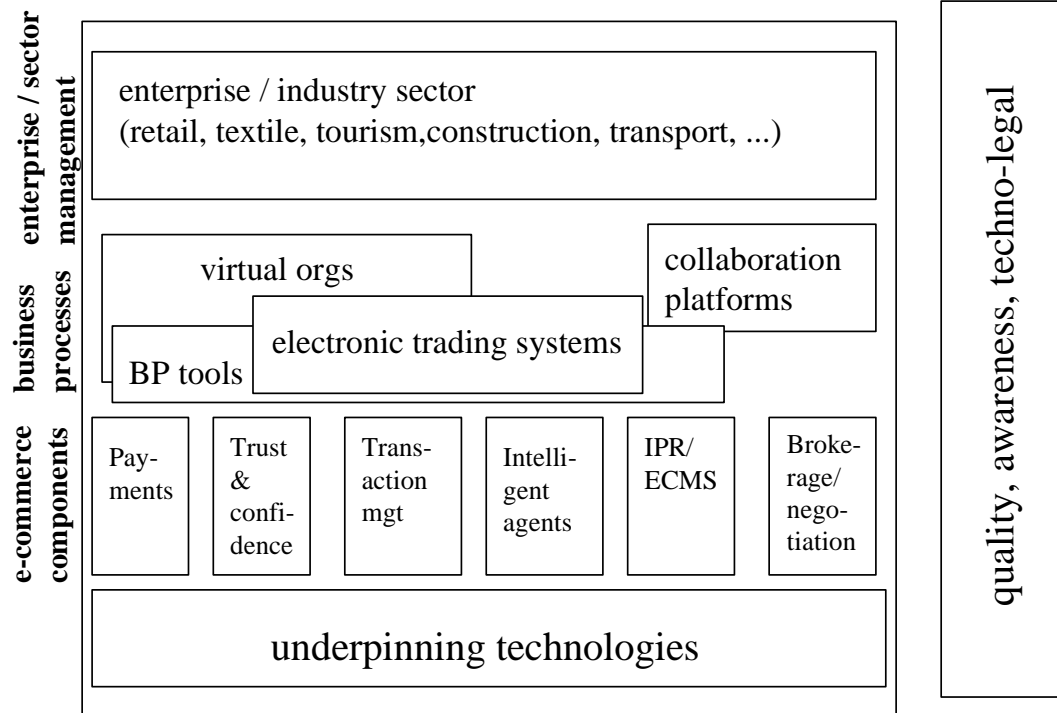 enterprise / sector
management
enterprise / industry sector
(retail, textile, tourism,construction, transport, ...)
business
processes
virtual orgs
collaboration
platforms
electronic trading systems
BP tools
e-commerce
components
Pay-
ments
Trust
&
confi-
dence
Trans-
action
mgt
Intelli-
gent
agents
IPR/
ECMS
Broke-
rage/
nego-
tiation
underpinning technologies
quality, awareness, techno-legal